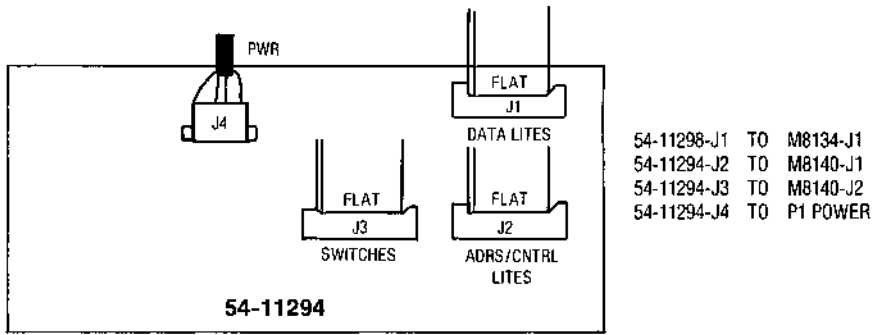 PWR
J4
FLAT
J1
DATA LITES
FLAT
J3
SWITCHES
FLAT
J2
ADRS/CNTRL
LITES
54-11294
54-11298-J1 TO M8134-J1
54-11294-J2 TO M8140-J1
54-11294-J3 TO M8140-J2
54-11294-J4 TO P1 POWER